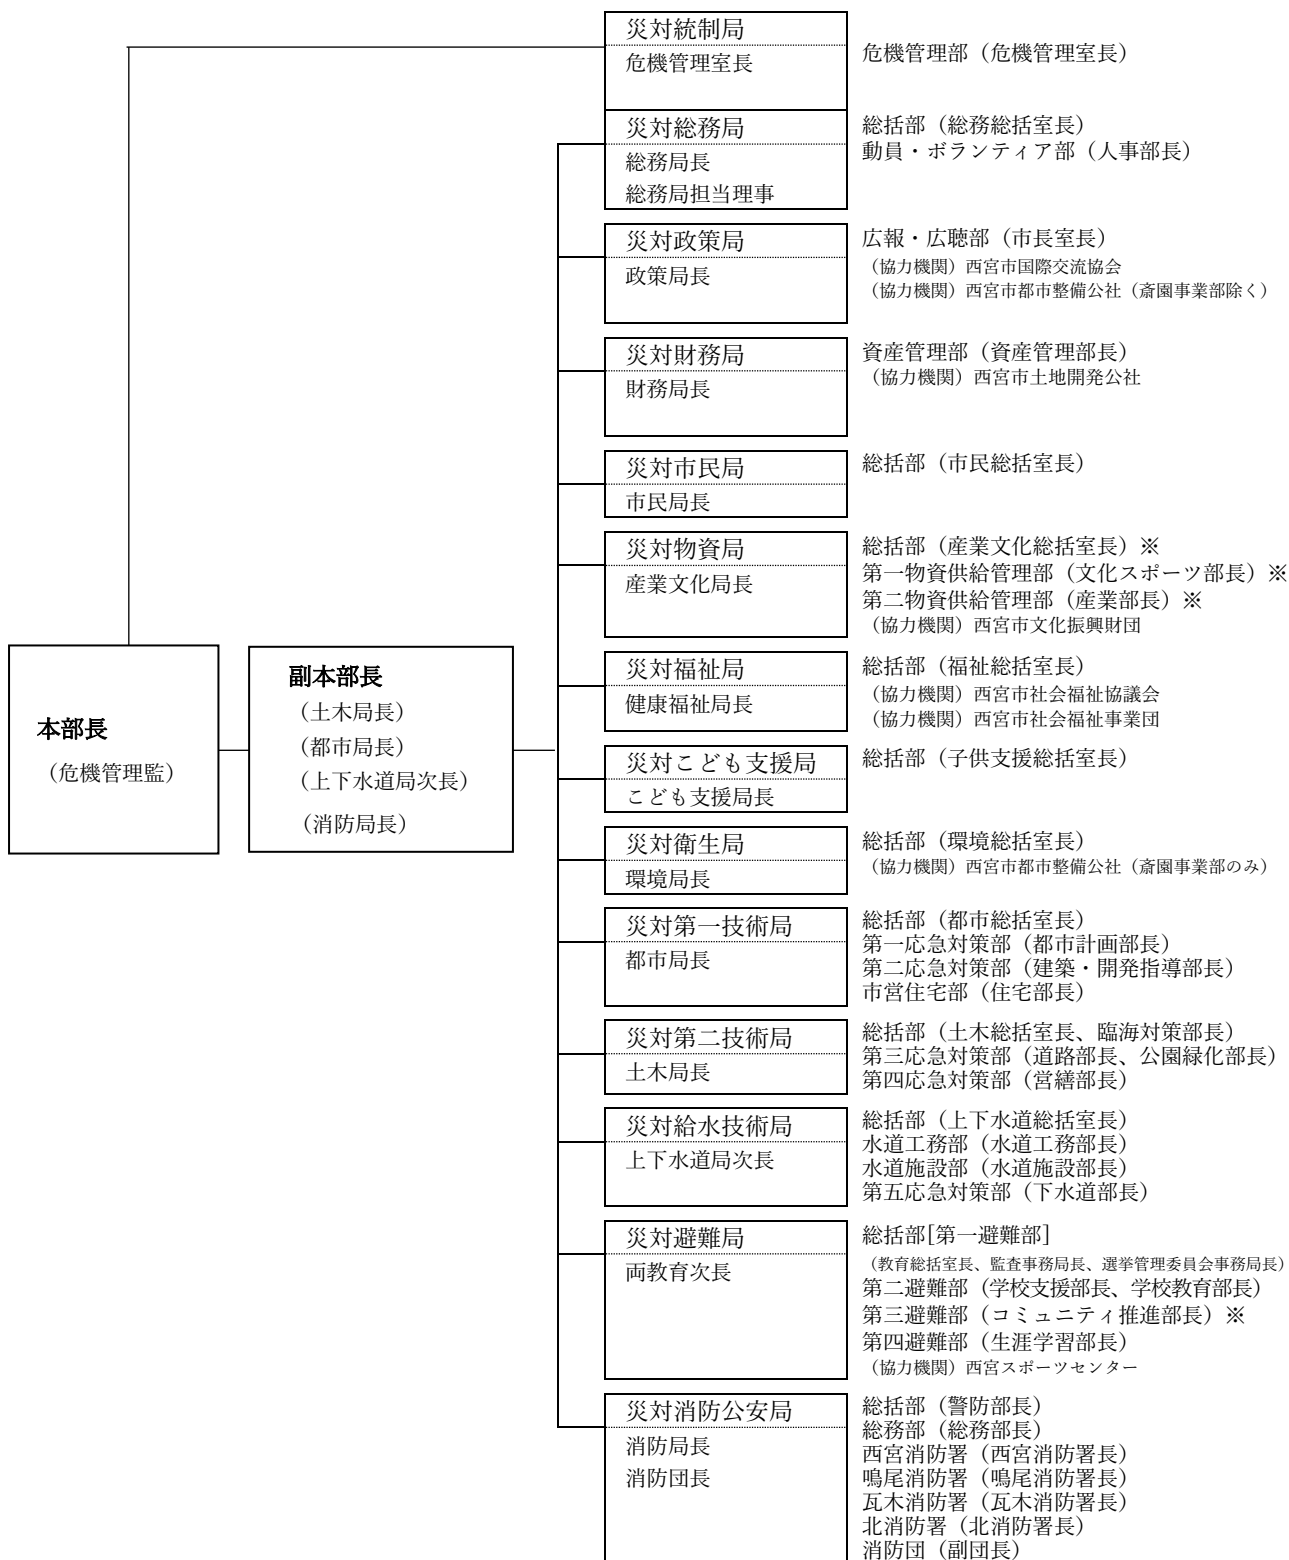 災対統制局
危機管理室長
危機管理部（危機管理室長）
災対総務局
総務局長
総務局担当理事
総括部（総務総括室長）
動員・ボランティア部（人事部長）
災対政策局
政策局長
広報・広聴部（市長室長）
（協力機関）西宮市国際交流協会
（協力機関）西宮市都市整備公社（斎園事業部除く）
災対財務局
財務局長
資産管理部（資産管理部長）
（協力機関）西宮市土地開発公社
災対市民局
市民局長
総括部（市民総括室長）
災対物資局
産業文化局長
総括部（産業文化総括室長）※
第一物資供給管理部（文化スポーツ部長）※
第二物資供給管理部（産業部長）※
（協力機関）西宮市文化振興財団
本部長
（危機管理監）
副本部長
（土木局長）
（都市局長）
（上下水道局次長）
（消防局長）
災対福祉局
健康福祉局長
総括部（福祉総括室長）
（協力機関）西宮市社会福祉協議会
（協力機関）西宮市社会福祉事業団
災対こども支援局
こども支援局長
総括部（子供支援総括室長）
災対衛生局
環境局長
総括部（環境総括室長）
（協力機関）西宮市都市整備公社（斎園事業部のみ）
災対第一技術局
都市局長
総括部（都市総括室長）
第一応急対策部（都市計画部長）
第二応急対策部（建築・開発指導部長）
市営住宅部（住宅部長）
災対第二技術局
土木局長
総括部（土木総括室長、臨海対策部長）
第三応急対策部（道路部長、公園緑化部長）
第四応急対策部（営繕部長）
災対給水技術局
上下水道局次長
総括部（上下水道総括室長）
水道工務部（水道工務部長）
水道施設部（水道施設部長）
第五応急対策部（下水道部長）
災対避難局
両教育次長
総括部[第一避難部]
（教育総括室長、監査事務局長、選挙管理委員会事務局長）
第二避難部（学校支援部長、学校教育部長）
第三避難部（コミュニティ推進部長）※
第四避難部（生涯学習部長）
（協力機関）西宮スポーツセンター
災対消防公安局
消防局長
消防団長
総括部（警防部長）
総務部（総務部長）
西宮消防署（西宮消防署長）
鳴尾消防署（鳴尾消防署長）
瓦木消防署（瓦木消防署長）
北消防署（北消防署長）
消防団（副団長）